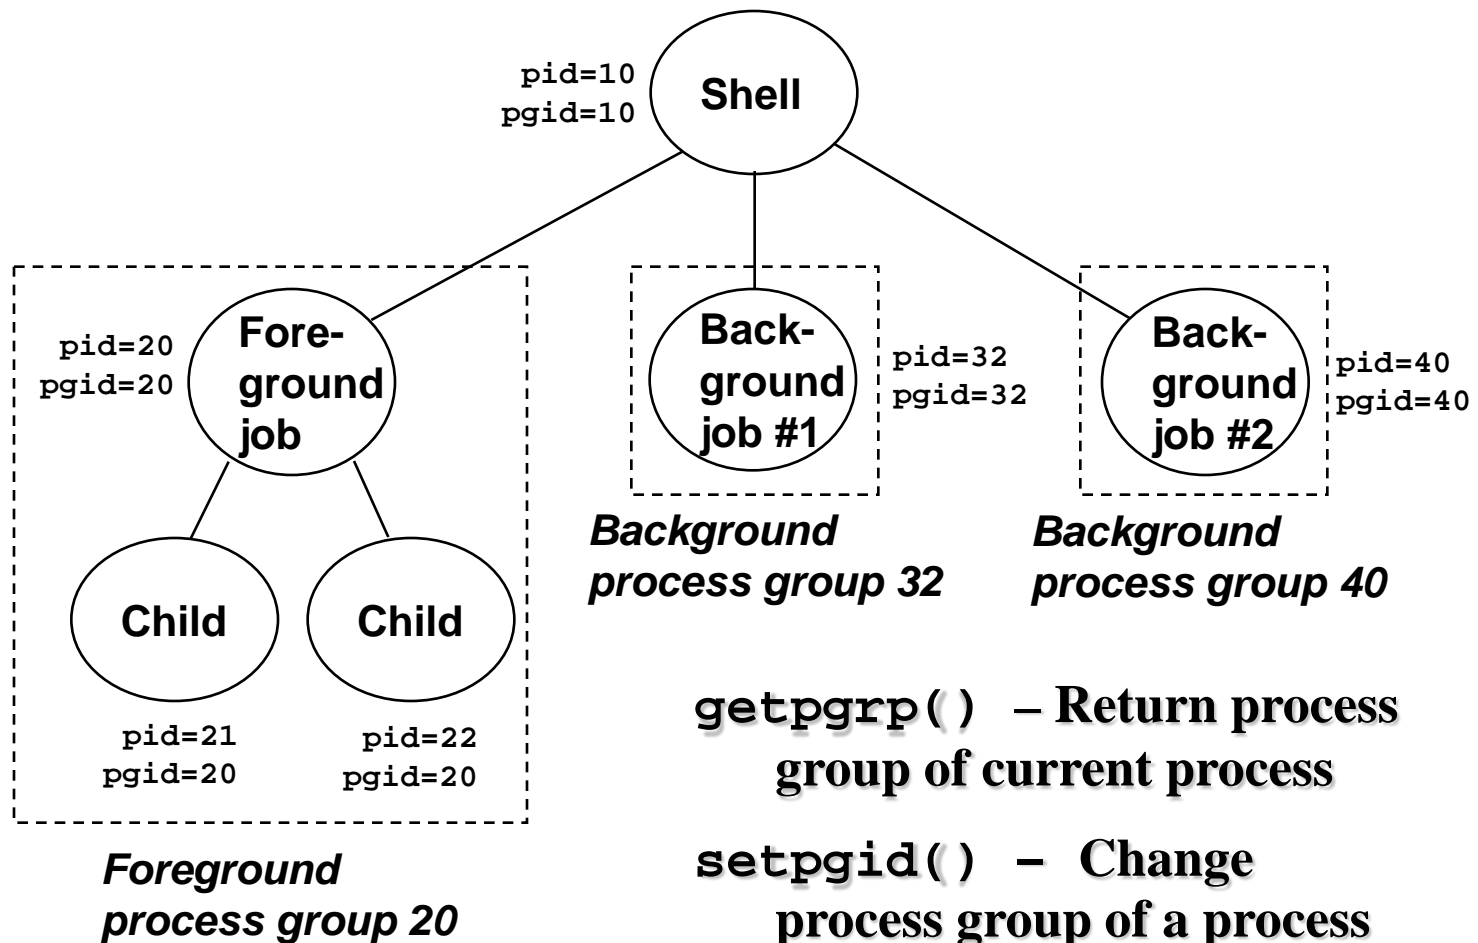 pid=10
pgid=10
Shell
pid=20
pgid=20
Fore-
ground
job
Back-
ground
job #1
pid=32
pgid=32
Back-
ground
job #2
pid=40
pgid=40
Background
process group 32
Background
process group 40
Child
Child
pid=21
pgid=20
pid=22
pgid=20
Foreground
process group 20
getpgrp() – Return process
group of current process
setpgid() – Change
process group of a process